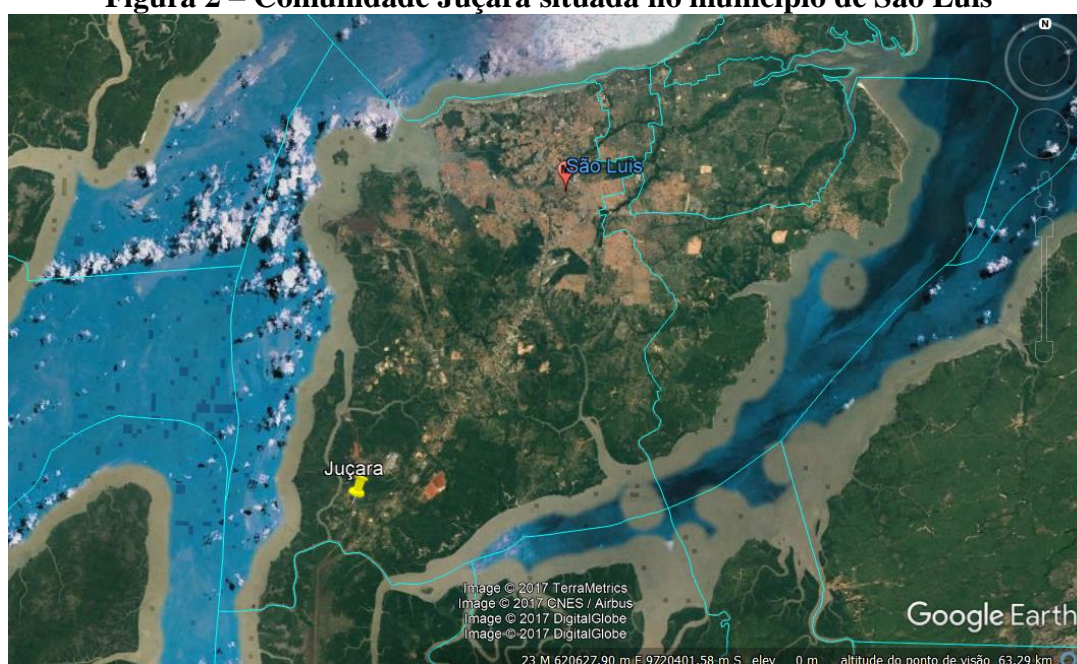 Figura 2 – Comunidade Juçara situada no município de São Luís
N
São Luís
Juçara
Image © 2017 TerraMetrics
Image © 2017 CNES / Airbus
Image © 2017 DigitalGlobe
Image © 2017 DigitalGlobe
Google Earth
23 M 620627.90 m E 9720401.58 m S elev 0 m altitude do ponto de visão 63.29 km